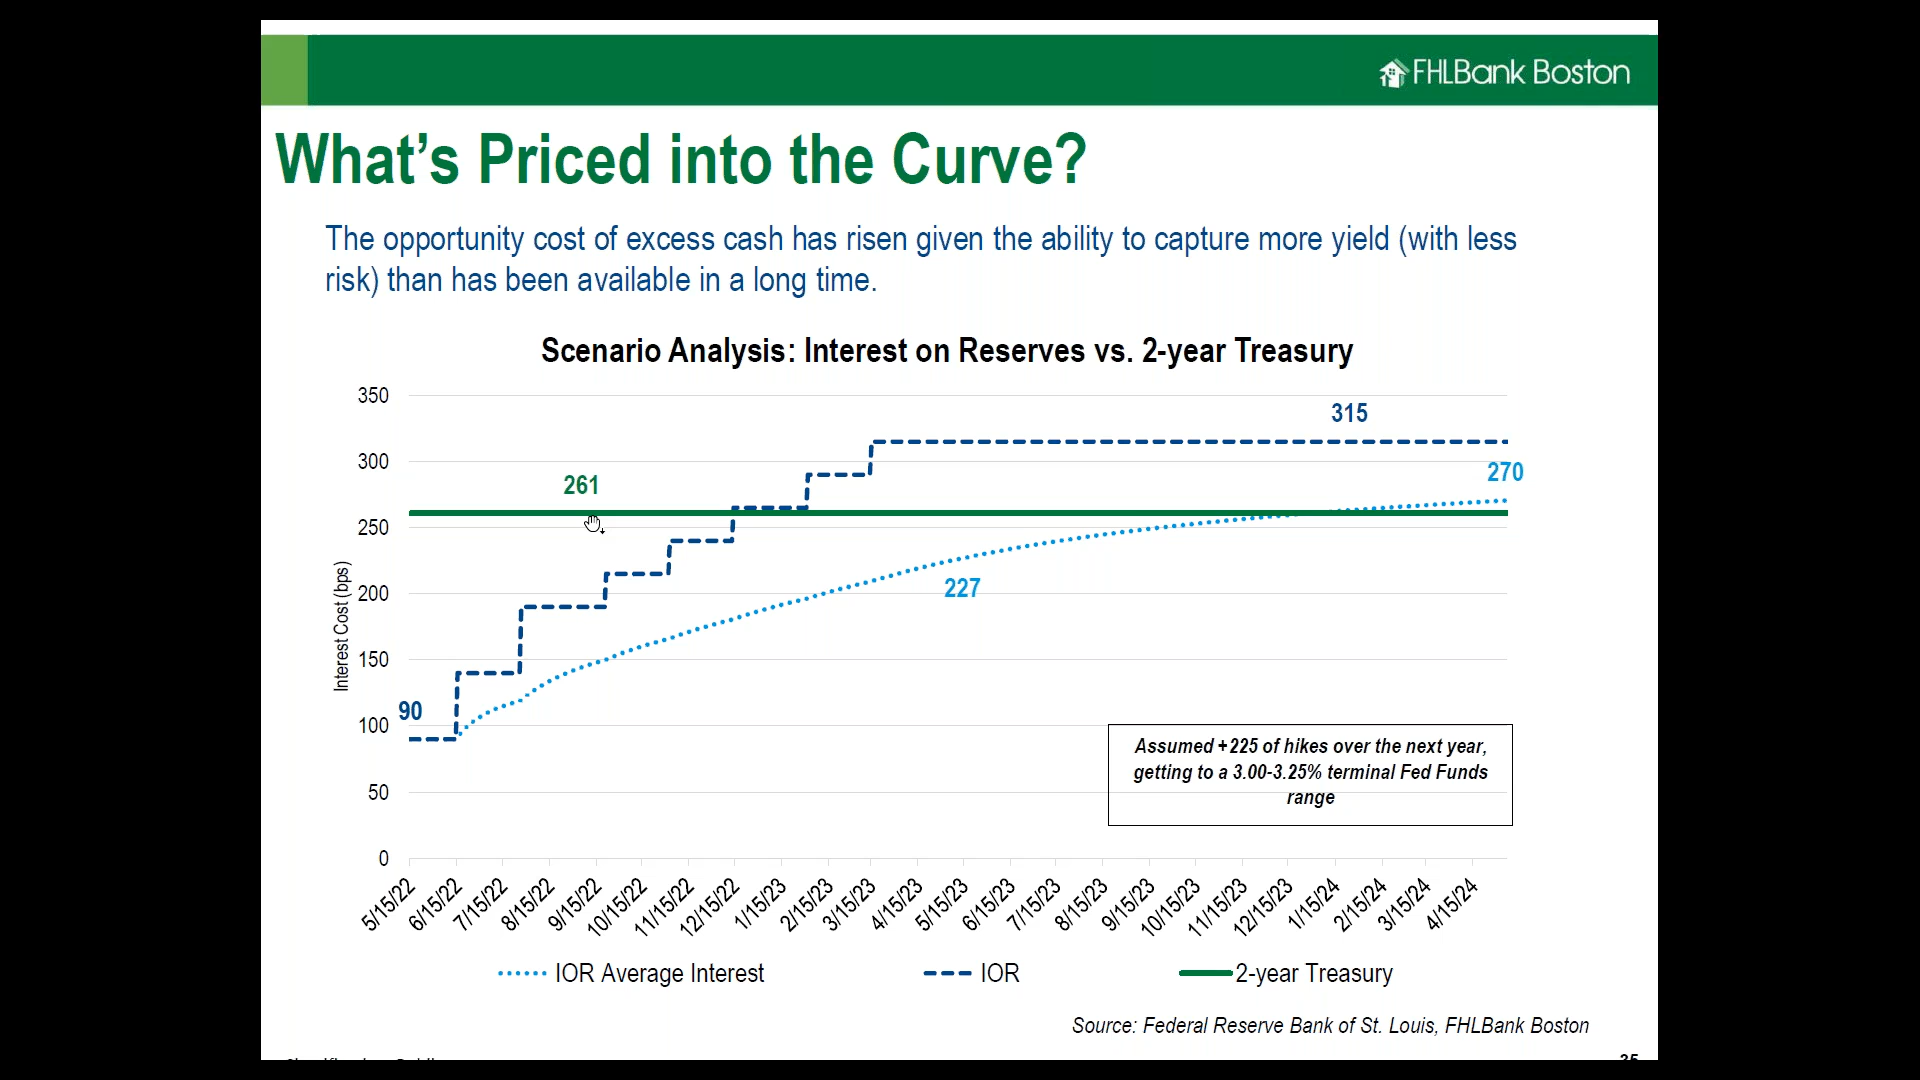 FHLBank Boston
What's Priced into the Curve?
The opportunity cost of excess cash has risen given the ability to capture more yield (with less
risk) than has been available in a long time.
Scenario Analysis: Interest on Reserves vs. 2-year Treasury
350
300
250
200
150
100
50
0
Interest Cost (bps)
315
270
261
227
90
Assumed +225 of hikes over the next year,
getting to a 3.00-3.25% terminal Fed Funds
range
5/15/22
6/15/22
7/15/22
8/15/22
9/15/22
10/15/22
11/15/22
12/15/22
1/15/23
2/15/23
3/15/23
4/15/23
5/15/23
6/15/23
7/15/23
8/15/23
9/15/23
10/15/23
11/15/23
12/15/23
1/15/24
2/15/24
3/15/24
4/15/24
IOR Average Interest
IOR
2-year Treasury
Source: Federal Reserve Bank of St. Louis, FHLBank Boston